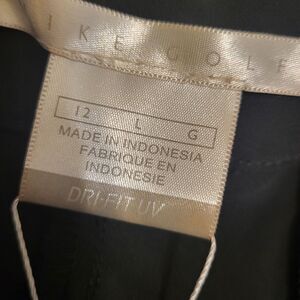 IKE GOLF
12 L G
MADE IN INDONESIA
FABRIQUE EN
INDONESIE
DRI-FIT UV